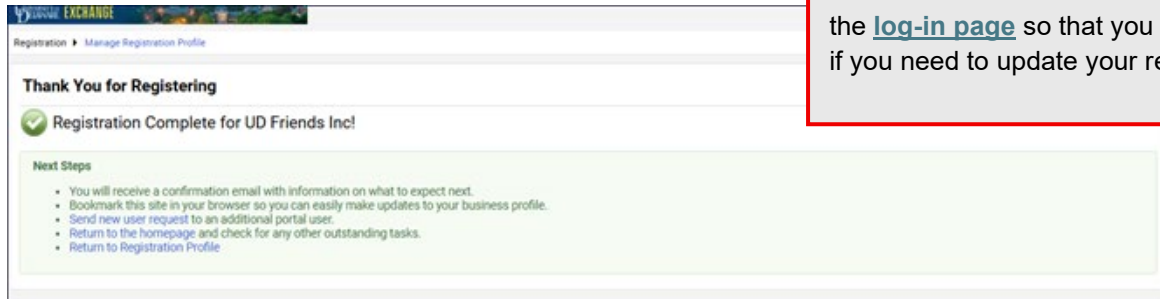 EXCHANGE
the log-in page so that you
if you need to update your re
Registration ▸ Manage Registration Profile
Thank You for Registering
Registration Complete for UD Friends Inc!
Next Steps
• You will receive a confirmation email with information on what to expect next.
• Bookmark this site in your browser so you can easily make updates to your business profile.
• Send new user request to an additional portal user.
• Return to the homepage and check for any other outstanding tasks.
• Return to Registration Profile